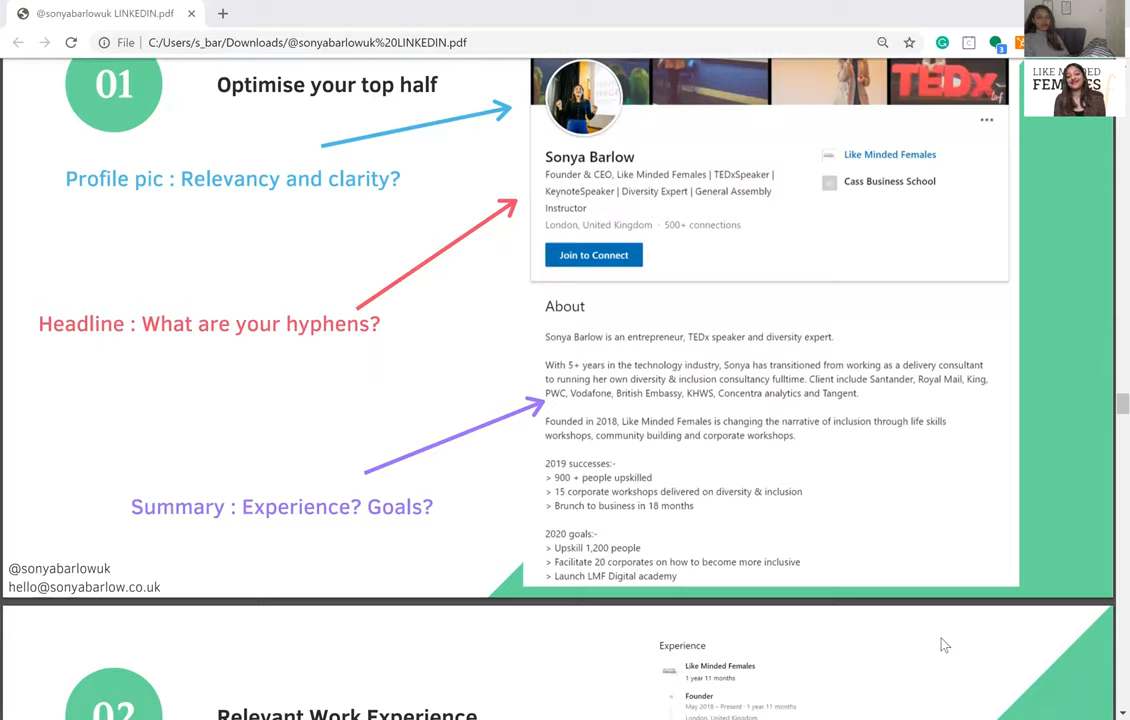 @sonyabarlowuk LINKEDIN.pdf
File
C:/Users/s_bar/Downloads/@sonyabarlowuk%20LINKEDIN.pdf
3
LIKE MINDED
FEMALES
01
Optimise your top half
TEDx
Profile pic : Relevancy and clarity?
Sonya Barlow
Founder & CEO, Like Minded Females | TEDxSpeaker |
KeynoteSpeaker | Diversity Expert | General Assembly
Instructor
London, United Kingdom · 500+ connections
Join to Connect
Like Minded Females
Cass Business School
Headline : What are your hyphens?
About
Sonya Barlow is an entrepreneur, TEDx speaker and diversity expert.
With 5+ years in the technology industry, Sonya has transitioned from working as a delivery consultant
to running her own diversity & inclusion consultancy fulltime. Client include Santander, Royal Mail, King,
PWC, Vodafone, British Embassy, KHWS, Concentra analytics and Tangent.
Founded in 2018, Like Minded Females is changing the narrative of inclusion through life skills
workshops, community building and corporate workshops.
2019 successes:-
> 900 + people upskilled
> 15 corporate workshops delivered on diversity & inclusion
> Brunch to business in 18 months
2020 goals:-
> Upskill 1,200 people
> Facilitate 20 corporates on how to become more inclusive
> Launch LMF Digital academy
Summary : Experience? Goals?
@sonyabarlowuk
hello@sonyabarlow.co.uk
02
Relevant Work Experience
Experience
Like Minded Females
1 year 11 months
Founder
May 2018 – Present · 1 year 11 months
London, United Kingdom